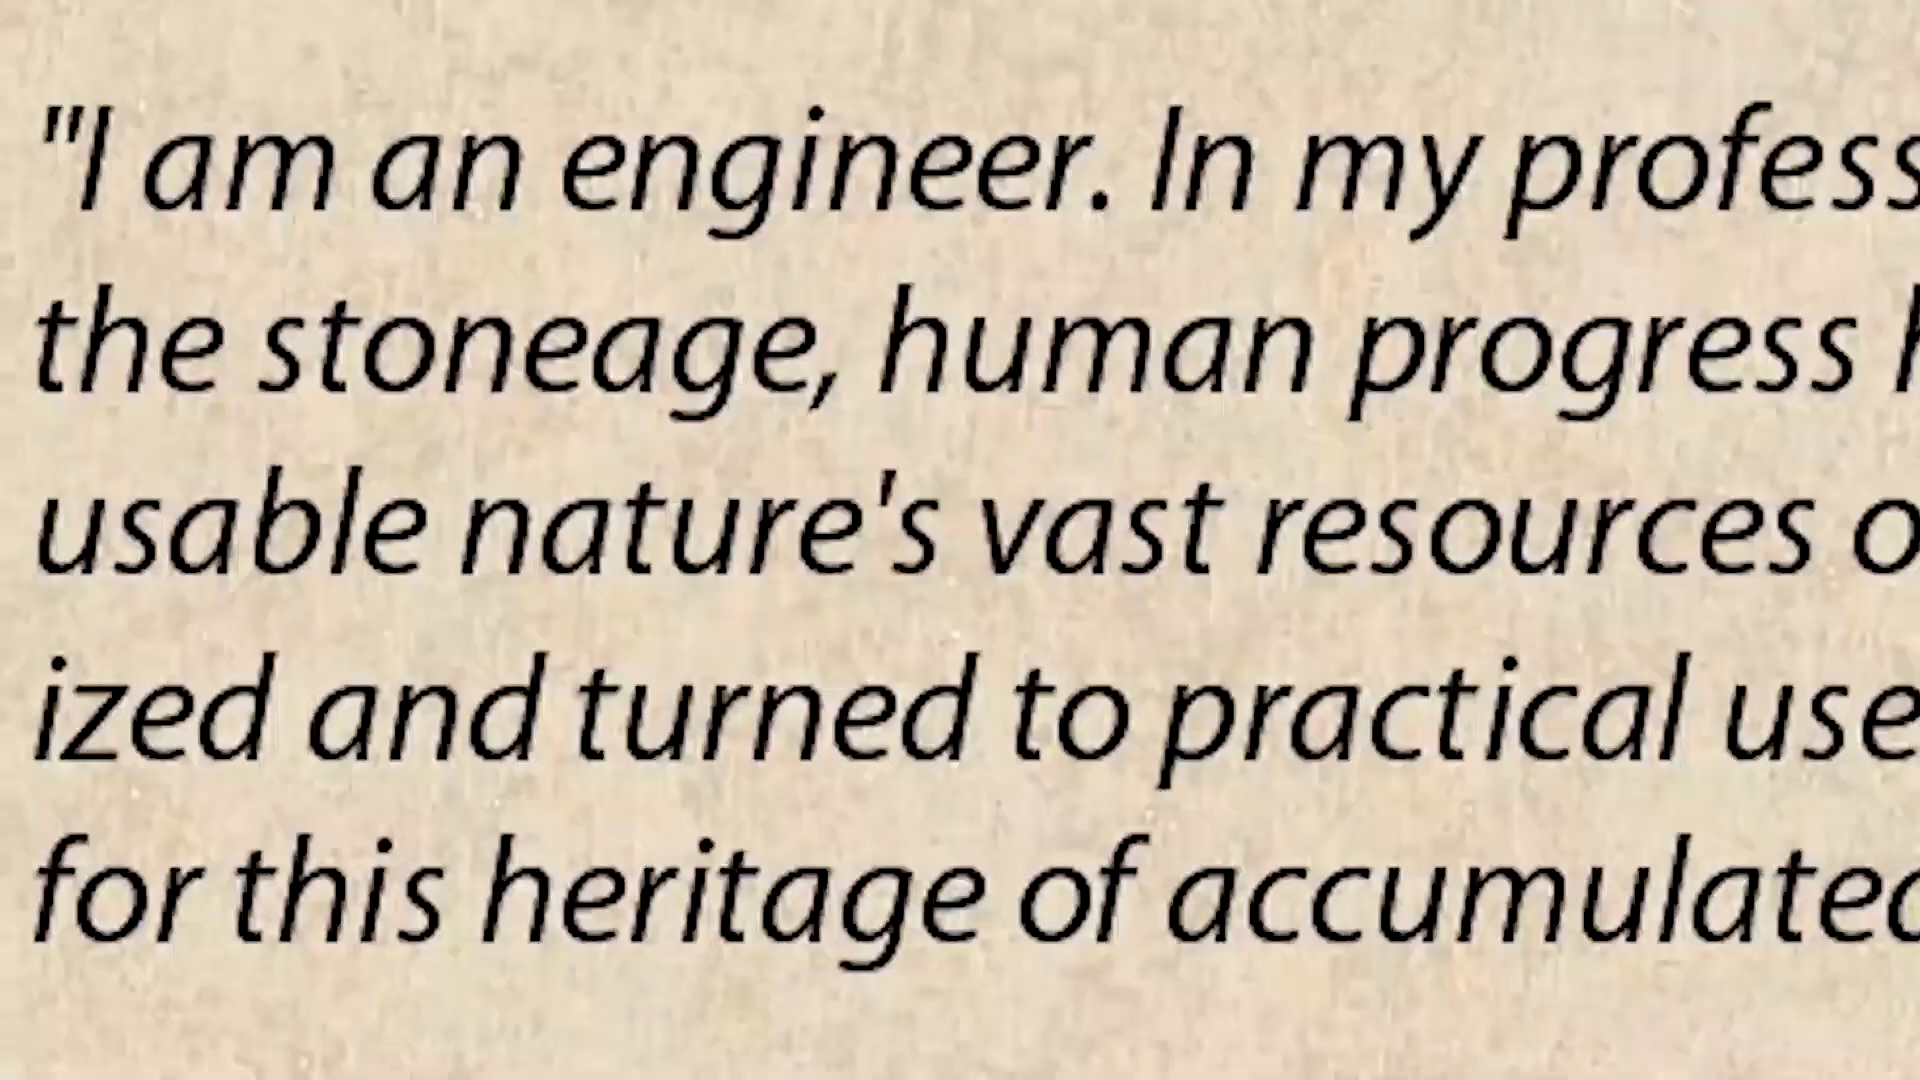 "I am an engineer. In my profess
the stoneage, human progress h
usable nature's vast resources o
ized and turned to practical use
for this heritage of accumulated